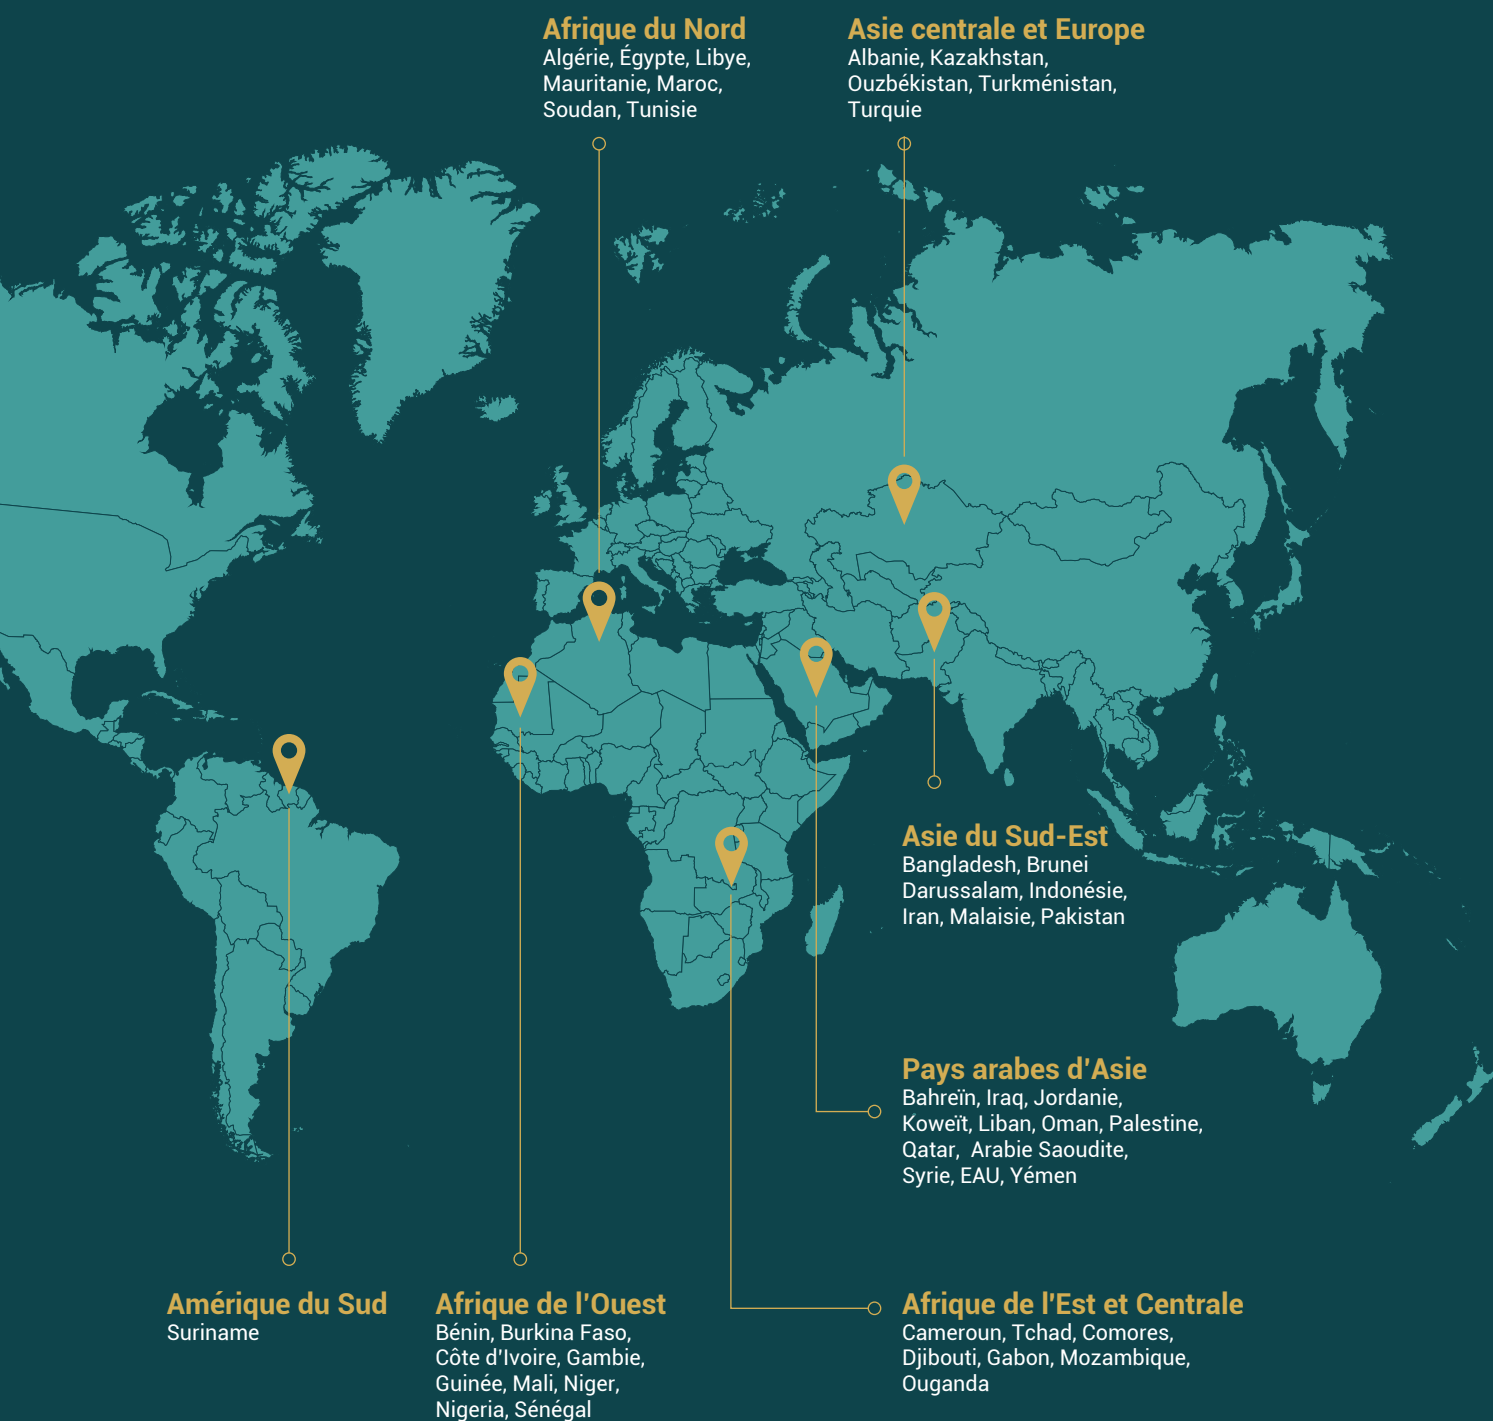 Afrique du Nord
Algérie, Égypte, Libye,
Mauritanie, Maroc,
Soudan, Tunisie
Asie centrale et Europe
Albanie, Kazakhstan,
Ouzbékistan, Turkménistan,
Turquie
Asie du Sud-Est
Bangladesh, Brunei
Darussalam, Indonésie,
Iran, Malaisie, Pakistan
Pays arabes d'Asie
Bahreïn, Iraq, Jordanie,
Koweït, Liban, Oman, Palestine,
Qatar, Arabie Saoudite,
Syrie, EAU, Yémen
Amérique du Sud
Suriname
Afrique de l'Ouest
Bénin, Burkina Faso,
Côte d'Ivoire, Gambie,
Guinée, Mali, Niger,
Nigeria, Sénégal
Afrique de l'Est et Centrale
Cameroun, Tchad, Comores,
Djibouti, Gabon, Mozambique,
Ouganda